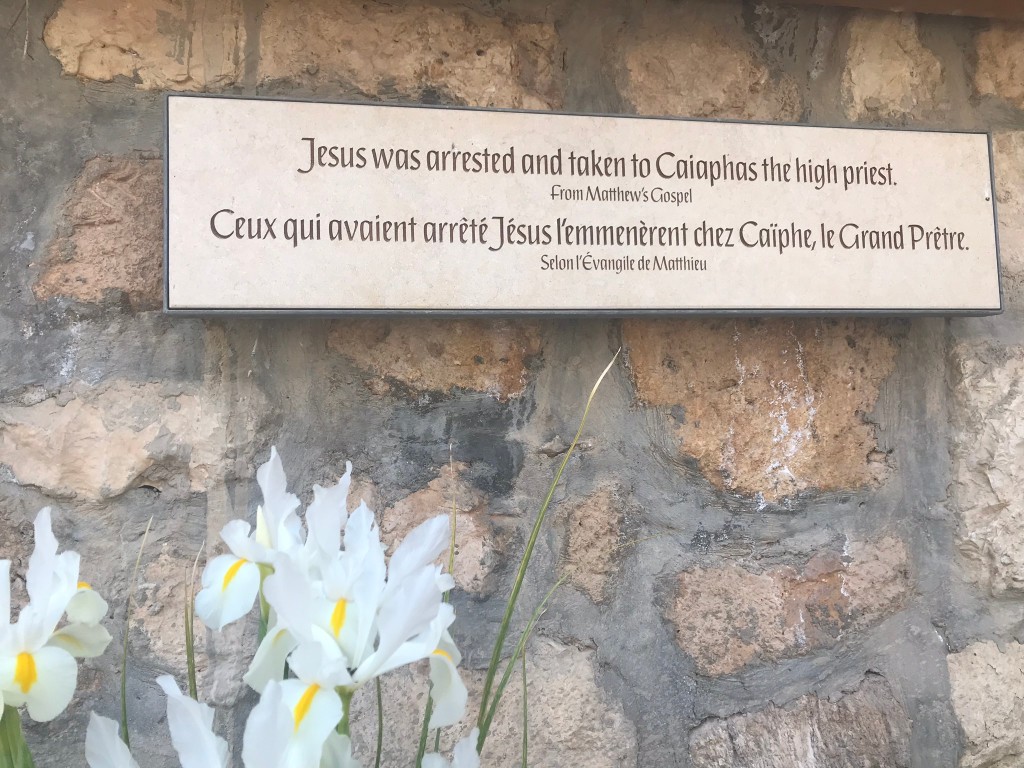 Jesus was arrested and taken to Caiaphas the high priest.
From Matthew's Gospel
Ceux qui avaient arrêté Jésus l'emmenèrent chez Caïphe, le Grand Prêtre.
Selon l'Évangile de Matthieu